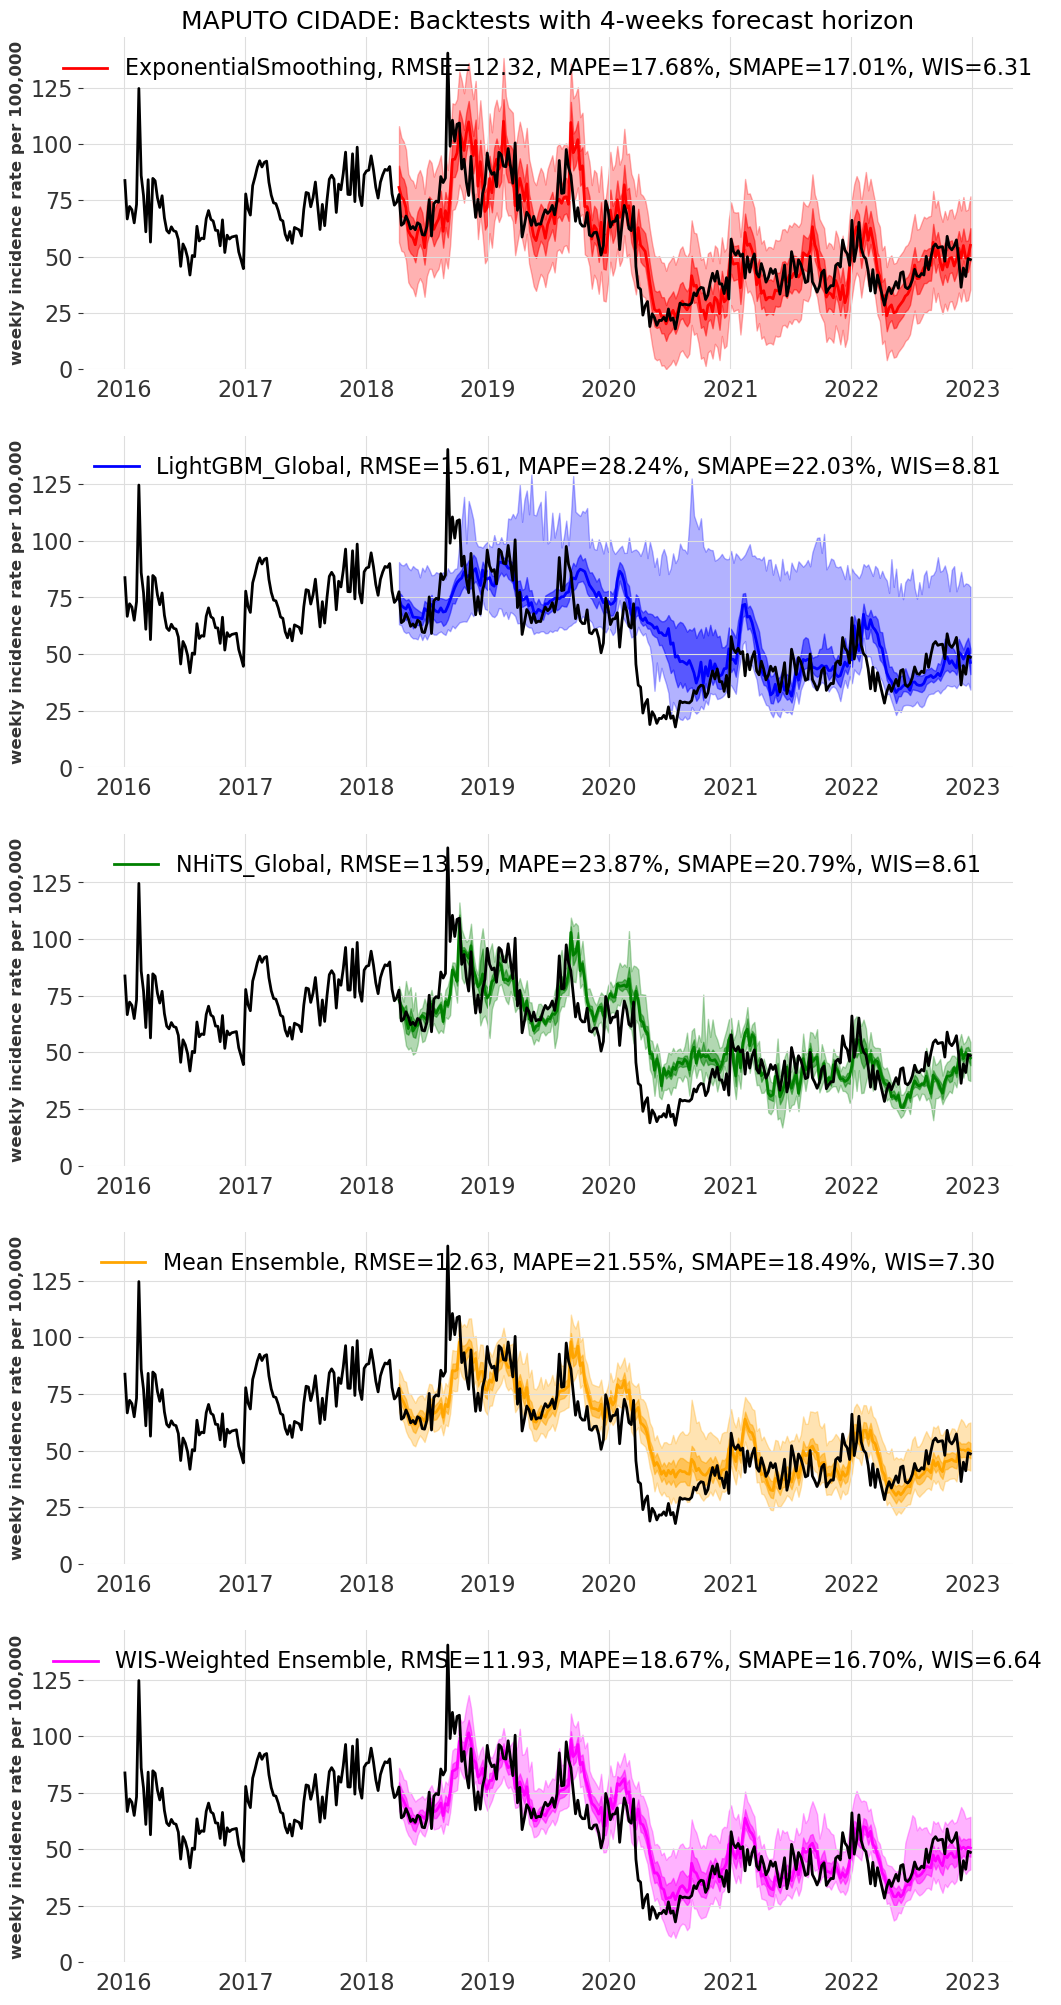 MAPUTO CIDADE: Backtests with 4-weeks forecast horizon
weekly incidence rate per 100,000
ExponentialSmoothing, RMSE=12.32, MAPE=17.68%, SMAPE=17.01%, WIS=6.31
125
100
75
50
25
0
2016 2017 2018 2019 2020 2021 2022 2023
weekly incidence rate per 100,000
LightGBM_Global, RMSE=15.61, MAPE=28.24%, SMAPE=22.03%, WIS=8.81
125
100
75
50
25
0
2016 2017 2018 2019 2020 2021 2022 2023
weekly incidence rate per 100,000
NHiTS_Global, RMSE=13.59, MAPE=23.87%, SMAPE=20.79%, WIS=8.61
125
100
75
50
25
0
2016 2017 2018 2019 2020 2021 2022 2023
weekly incidence rate per 100,000
Mean Ensemble, RMSE=12.63, MAPE=21.55%, SMAPE=18.49%, WIS=7.30
125
100
75
50
25
0
2016 2017 2018 2019 2020 2021 2022 2023
weekly incidence rate per 100,000
WIS-Weighted Ensemble, RMSE=11.93, MAPE=18.67%, SMAPE=16.70%, WIS=6.64
125
100
75
50
25
0
2016 2017 2018 2019 2020 2021 2022 2023